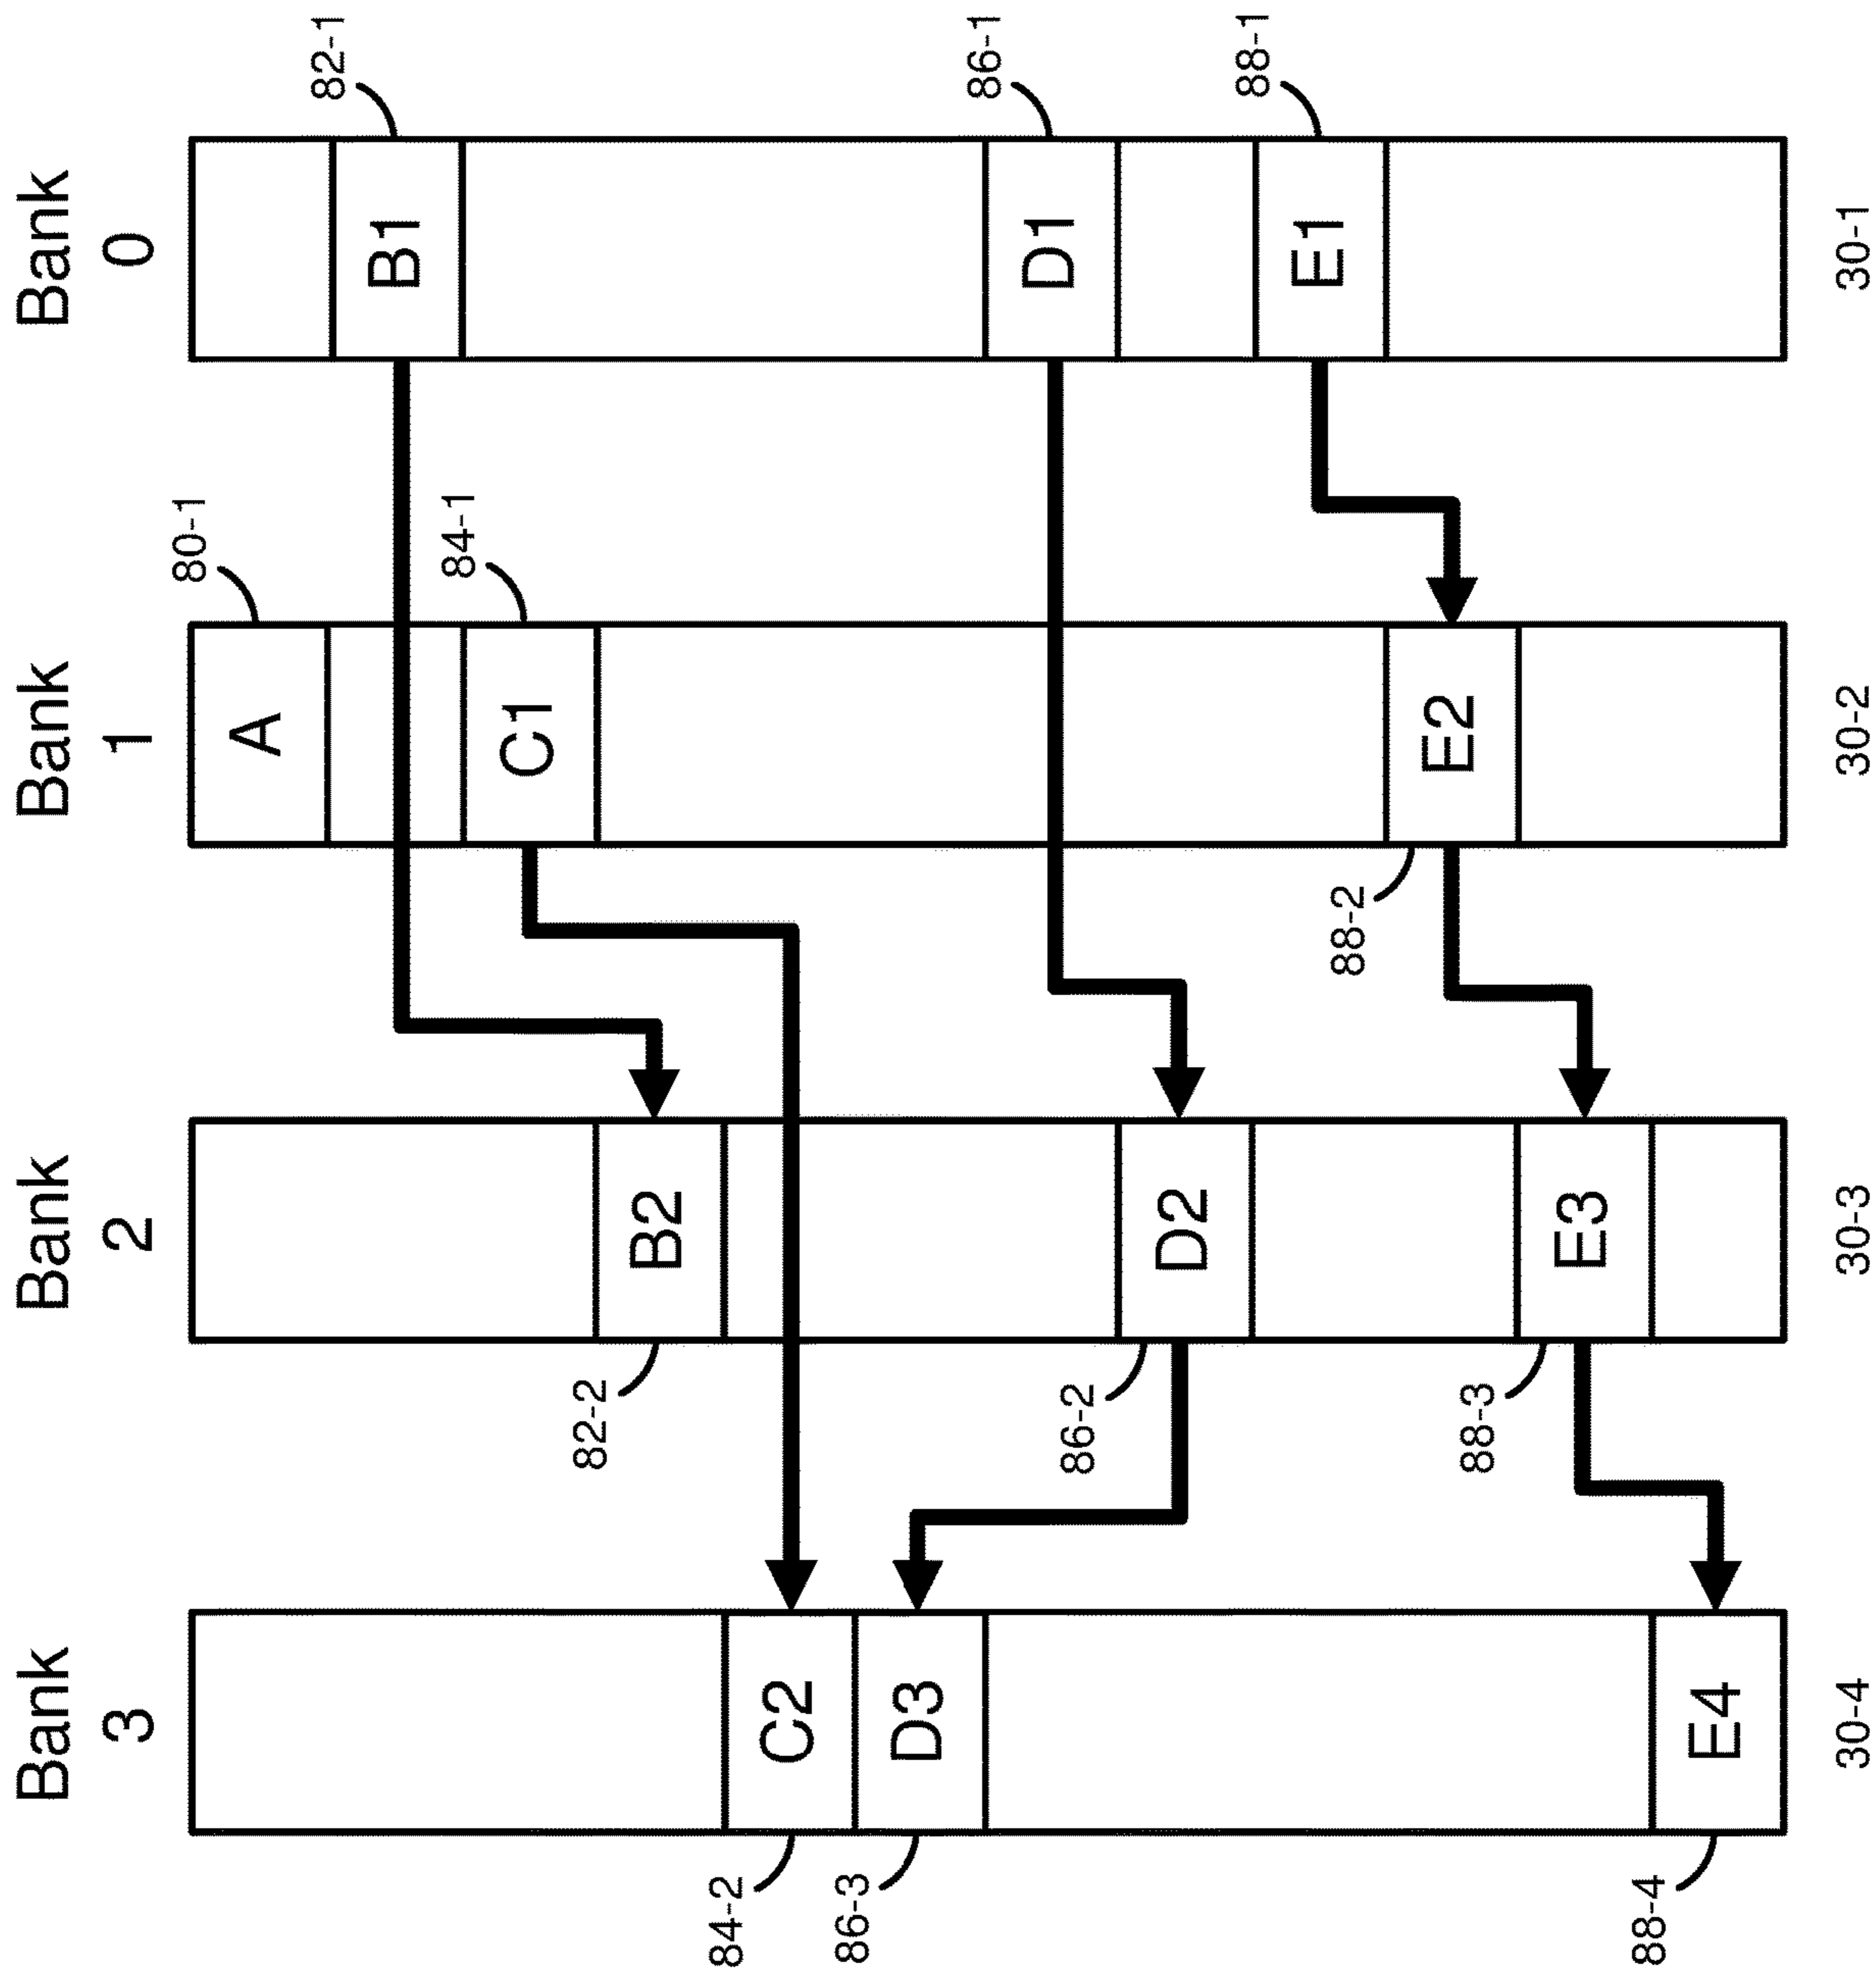 Bank 3
Bank 2
Bank 1
Bank 0
80-1
A
82-1
B1
84-1
C1
82-2
B2
84-2
C2
86-3
D3
86-1
D1
86-2
D2
88-1
E1
88-2
E2
88-3
E3
88-4
E4
30-4
30-3
30-2
30-1